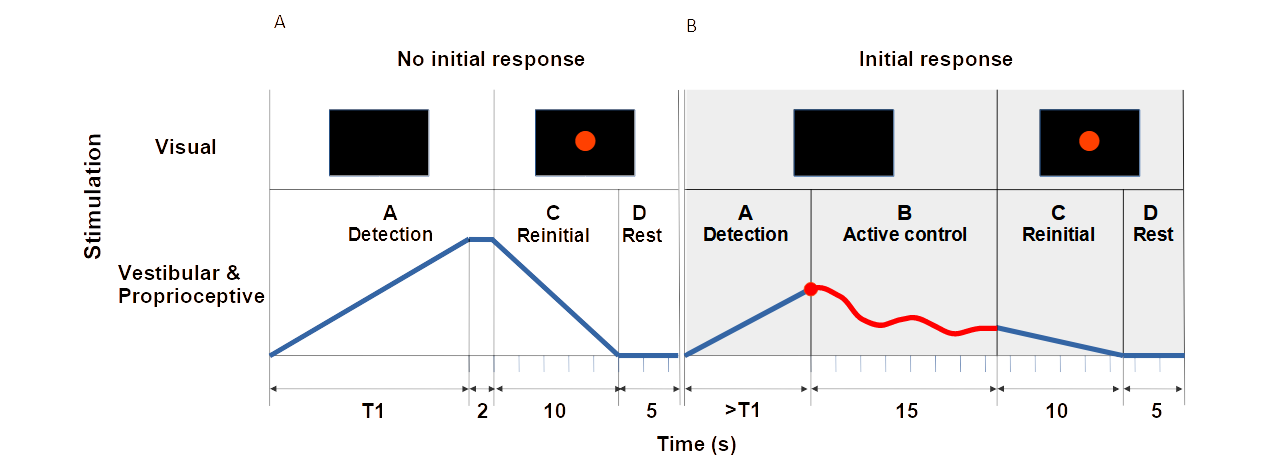 A
B
No initial response
Initial response
Stimulation
Visual
Vestibular &
Proprioceptive
A
Detection
C
Reinitial
D
Rest
A
Detection
B
Active control
C
Reinitial
D
Rest
T1
2
10
5
>T1
15
10
5
Time (s)